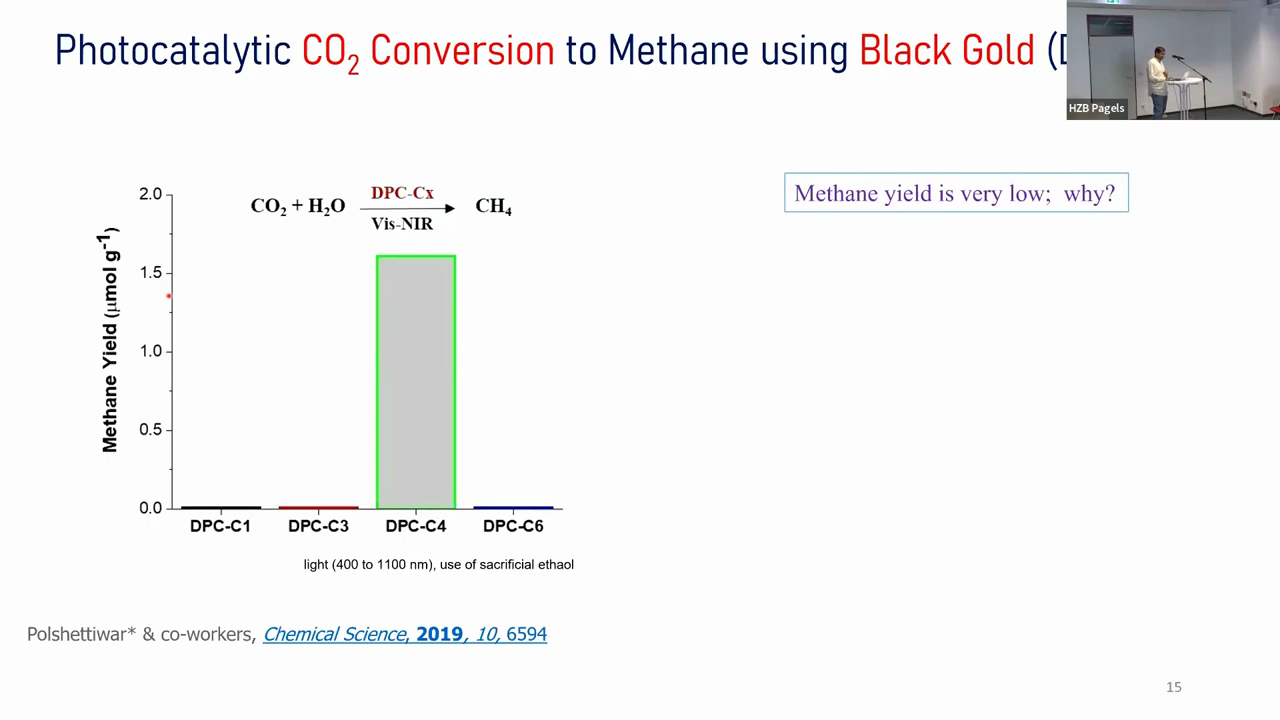 Photocatalytic CO2 Conversion to Methane using Black Gold (D
HZB Pagels
Methane yield is very low; why?
CO2 + H2O DPC-Cx CH4
Vis-NIR
Methane Yield (μmol g-1)
2.0
1.5
1.0
0.5
0.0
DPC-C1 DPC-C3 DPC-C4 DPC-C6
light (400 to 1100 nm), use of sacrificial ethaol
Polshettiwar* & co-workers, Chemical Science, 2019, 10, 6594
15